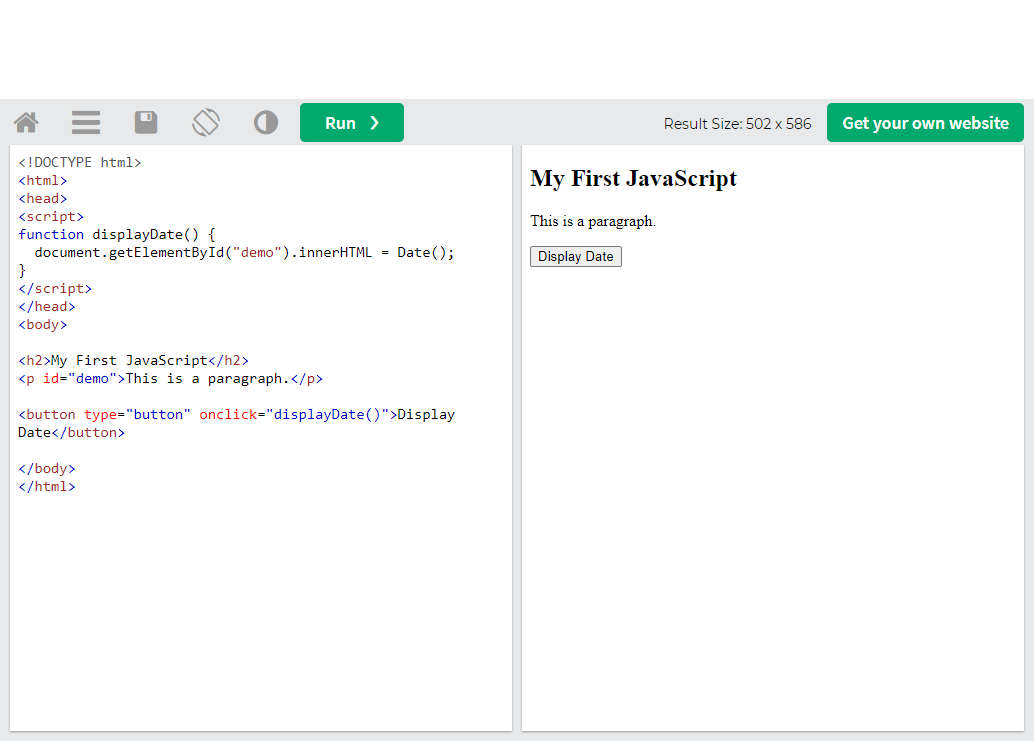 Run ❯
Result Size: 502 x 586
Get your own website
<!DOCTYPE html>
<html>
<head>
<script>
function displayDate() {
  document.getElementById("demo").innerHTML = Date();
}
</script>
</head>
<body>
<h2>My First JavaScript</h2>
<p id="demo">This is a paragraph.</p>
<button type="button" onclick="displayDate()">Display
Date</button>
</body>
</html>
My First JavaScript
This is a paragraph.
Display Date